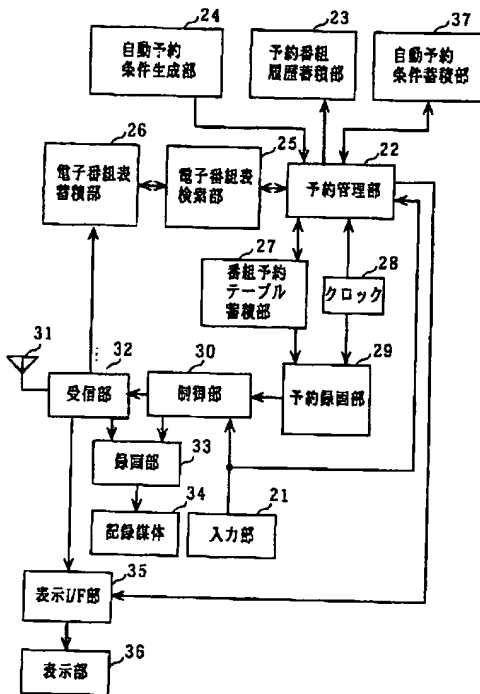 24
23
37
自動予約
条件生成部
予約番組
履歴蓄積部
自動予約
条件蓄積部
26
25
22
電子番組表
蓄積部
電子番組表
検索部
予約管理部
27
28
番組予約
テーブル
蓄積部
クロック
31
32
30
29
受信部
制御部
予約録画部
33
録画部
34
21
記録媒体
入力部
35
表示I/F部
36
表示部